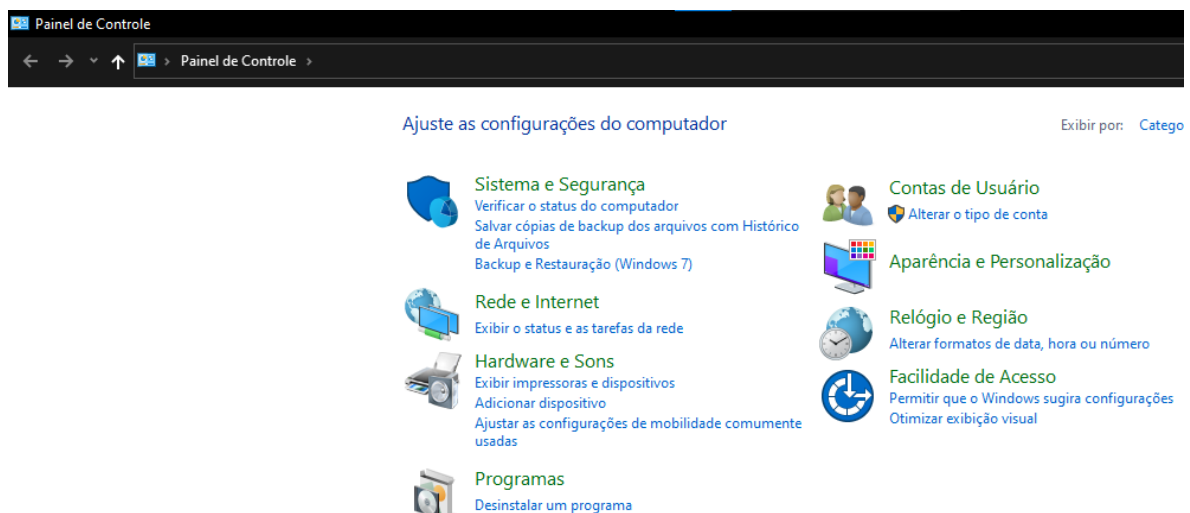 Painel de Controle
Painel de Controle
Ajuste as configurações do computador
Exibir por:
Sistema e Segurança
Verificar o status do computador
Salvar cópias de backup dos arquivos com Histórico
de Arquivos
Backup e Restauração (Windows 7)
Rede e Internet
Exibir o status e as tarefas da rede
Hardware e Sons
Exibir impressoras e dispositivos
Adicionar dispositivo
Ajustar as configurações de mobilidade comumente
usadas
Programas
Desinstalar um programa
Contas de Usuário
Alterar o tipo de conta
Aparência e Personalização
Relógio e Região
Alterar formatos de data, hora ou número
Facilidade de Acesso
Permitir que o Windows sugira configurações
Otimizar exibição visual